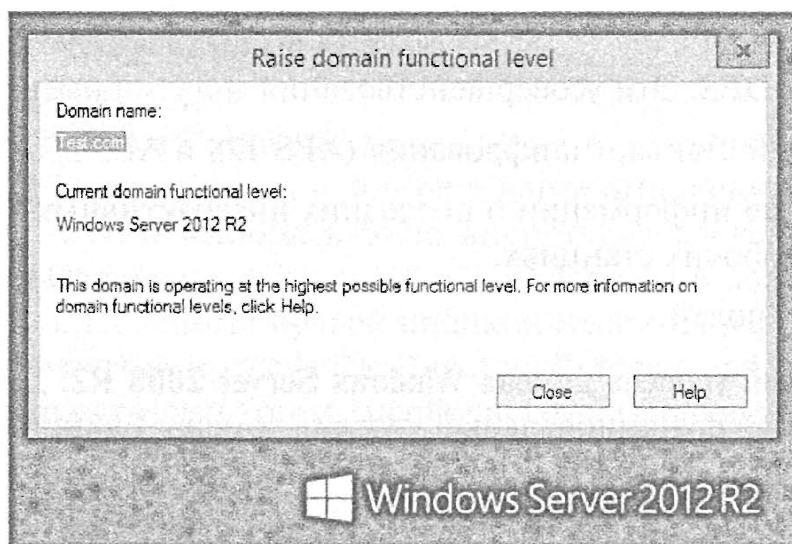 Raise domain functional level
Domain name:
Test.com
Current domain functional level:
Windows Server 2012 R2
This domain is operating at the highest possible functional level. For more information on
domain functional levels, click Help.
Close
Help
Windows Server 2012 R2